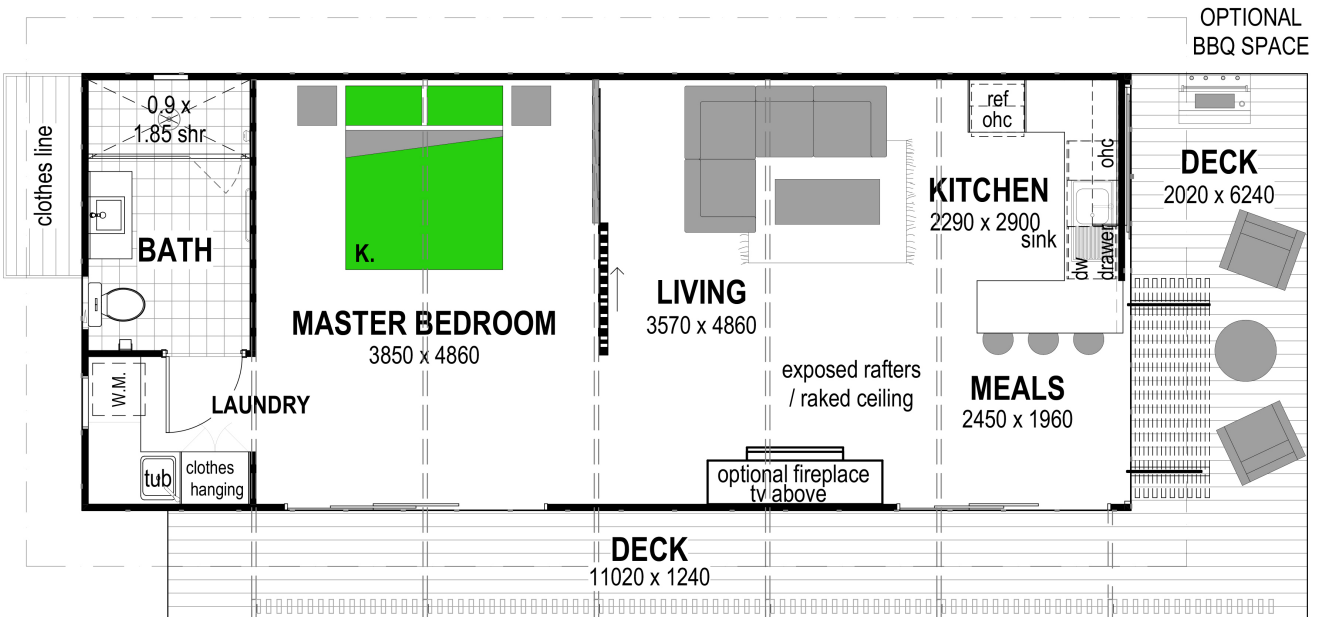 OPTIONAL
BBQ SPACE
clothes line
0.9 x
1.85 shr
BATH
K.
MASTER BEDROOM
3850 x 4860
W.M.
LAUNDRY
tub
clothes
hanging
LIVING
3570 x 4860
exposed rafters
/ raked ceiling
optional fireplace
tv above
ref
ohc
ohc
KITCHEN
2290 x 2900
sink
dw
drawer
MEALS
2450 x 1960
DECK
2020 x 6240
DECK
11020 x 1240